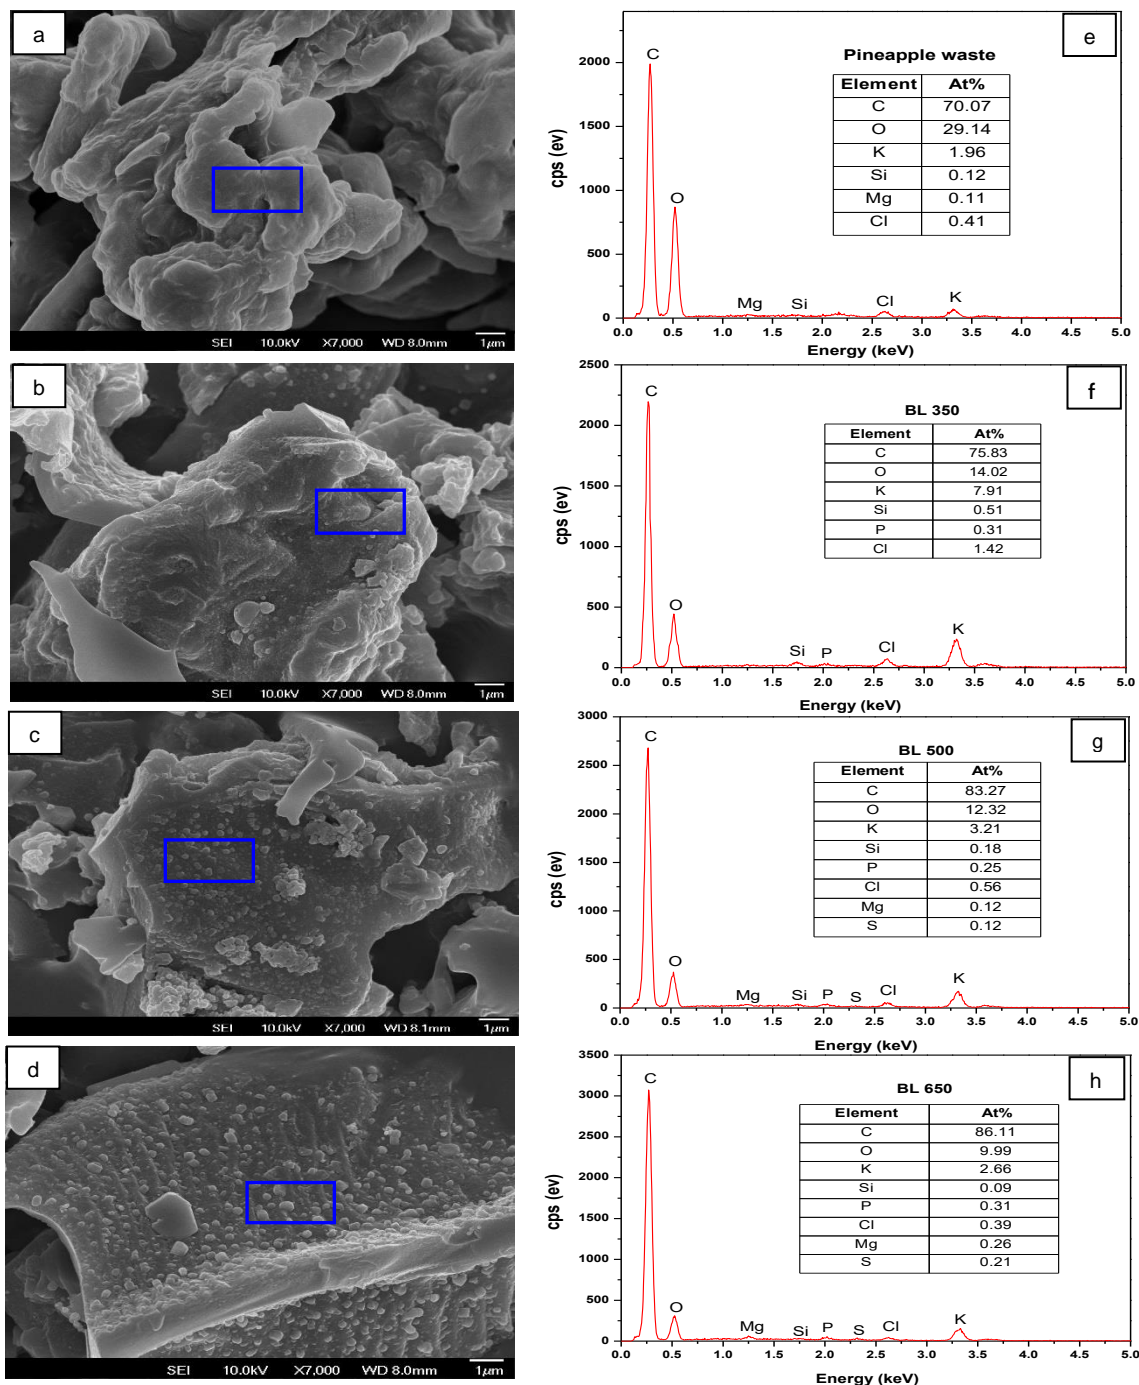 a
SEI 10.0kV X7,000 WD 8.0mm 1μm
e
Pineapple waste
Element At%
C 70.07
O 29.14
K 1.96
Si 0.12
Mg 0.11
Cl 0.41
C
O
Mg Si Cl K
cps (ev)
2000
1500
1000
500
0
0.0 0.5 1.0 1.5 2.0 2.5 3.0 3.5 4.0 4.5 5.0
Energy (keV)
b
SEI 10.0kV X7,000 WD 8.0mm 1μm
f
BL 350
Element At%
C 75.83
O 14.02
K 7.91
Si 0.51
P 0.31
Cl 1.42
C
O
Si P Cl K
cps (ev)
2500
2000
1500
1000
500
0
0.0 0.5 1.0 1.5 2.0 2.5 3.0 3.5 4.0 4.5 5.0
Energy (keV)
c
SEI 10.0kV X7,000 WD 8.1mm 1μm
g
BL 500
Element At%
C 83.27
O 12.32
K 3.21
Si 0.18
P 0.25
Cl 0.56
Mg 0.12
S 0.12
C
O
Mg Si P S Cl K
cps (ev)
3000
2500
2000
1500
1000
500
0
0.0 0.5 1.0 1.5 2.0 2.5 3.0 3.5 4.0 4.5 5.0
Energy (keV)
d
SEI 10.0kV X7,000 WD 8.0mm 1μm
h
BL 650
Element At%
C 86.11
O 9.99
K 2.66
Si 0.09
P 0.31
Cl 0.39
Mg 0.26
S 0.21
C
O
Mg Si P S Cl K
cps (ev)
3500
3000
2500
2000
1500
1000
500
0
0.0 0.5 1.0 1.5 2.0 2.5 3.0 3.5 4.0 4.5 5.0
Energy (keV)